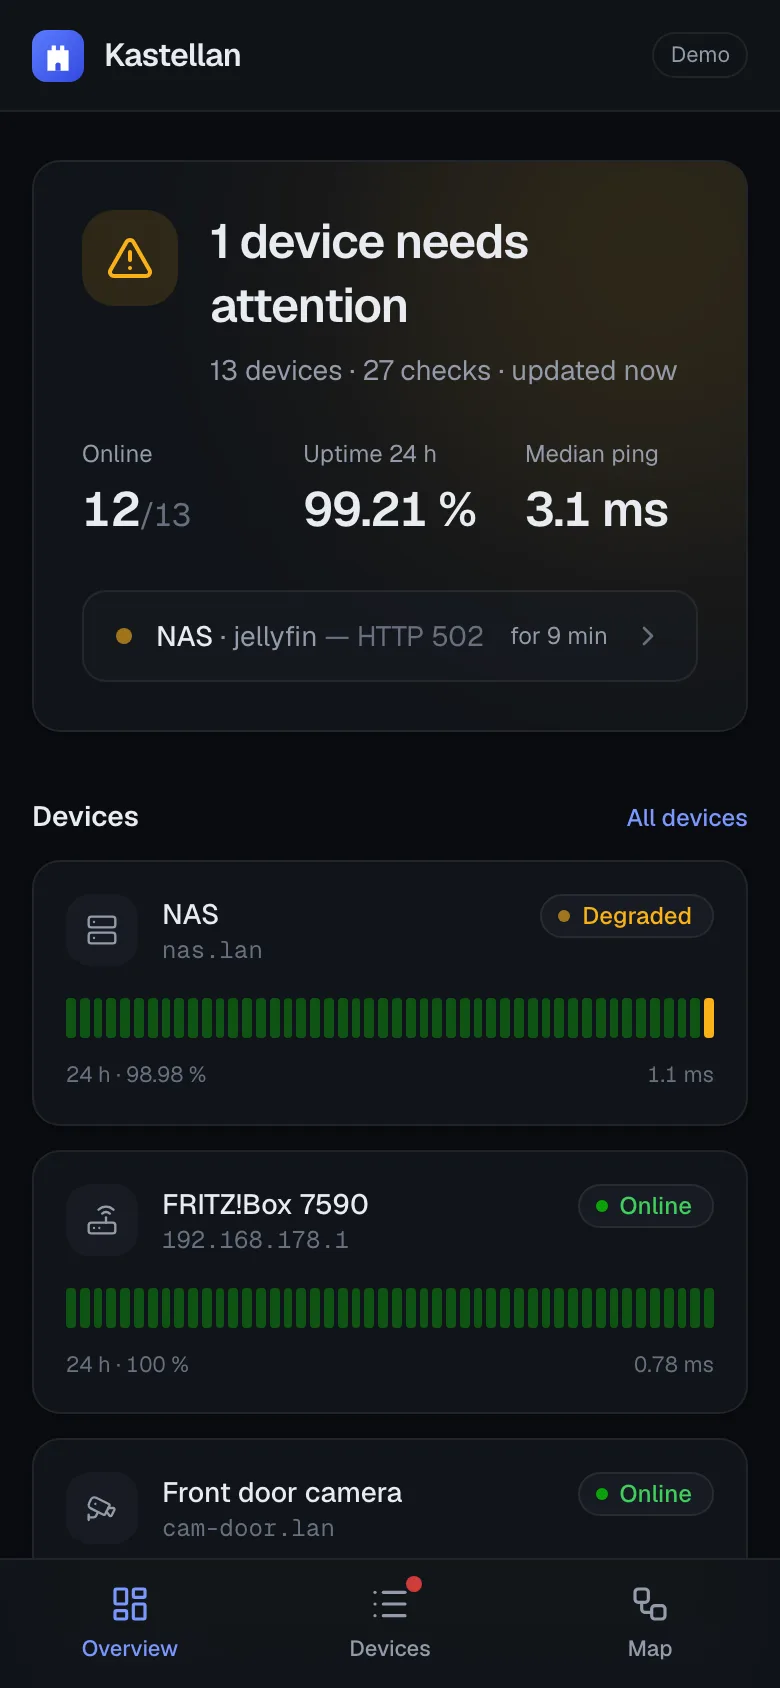 Kastellan
Demo
1 device needs
attention
13 devices · 27 checks · updated now
Online
Uptime 24 h
Median ping
12/13
99.21 %
3.1 ms
NAS · jellyfin — HTTP 502
for 9 min
Devices
All devices
NAS
Degraded
nas.lan
24 h · 98.98 %
1.1 ms
FRITZ!Box 7590
Online
192.168.178.1
24 h · 100 %
0.78 ms
Front door camera
Online
cam-door.lan
Overview
Devices
Map